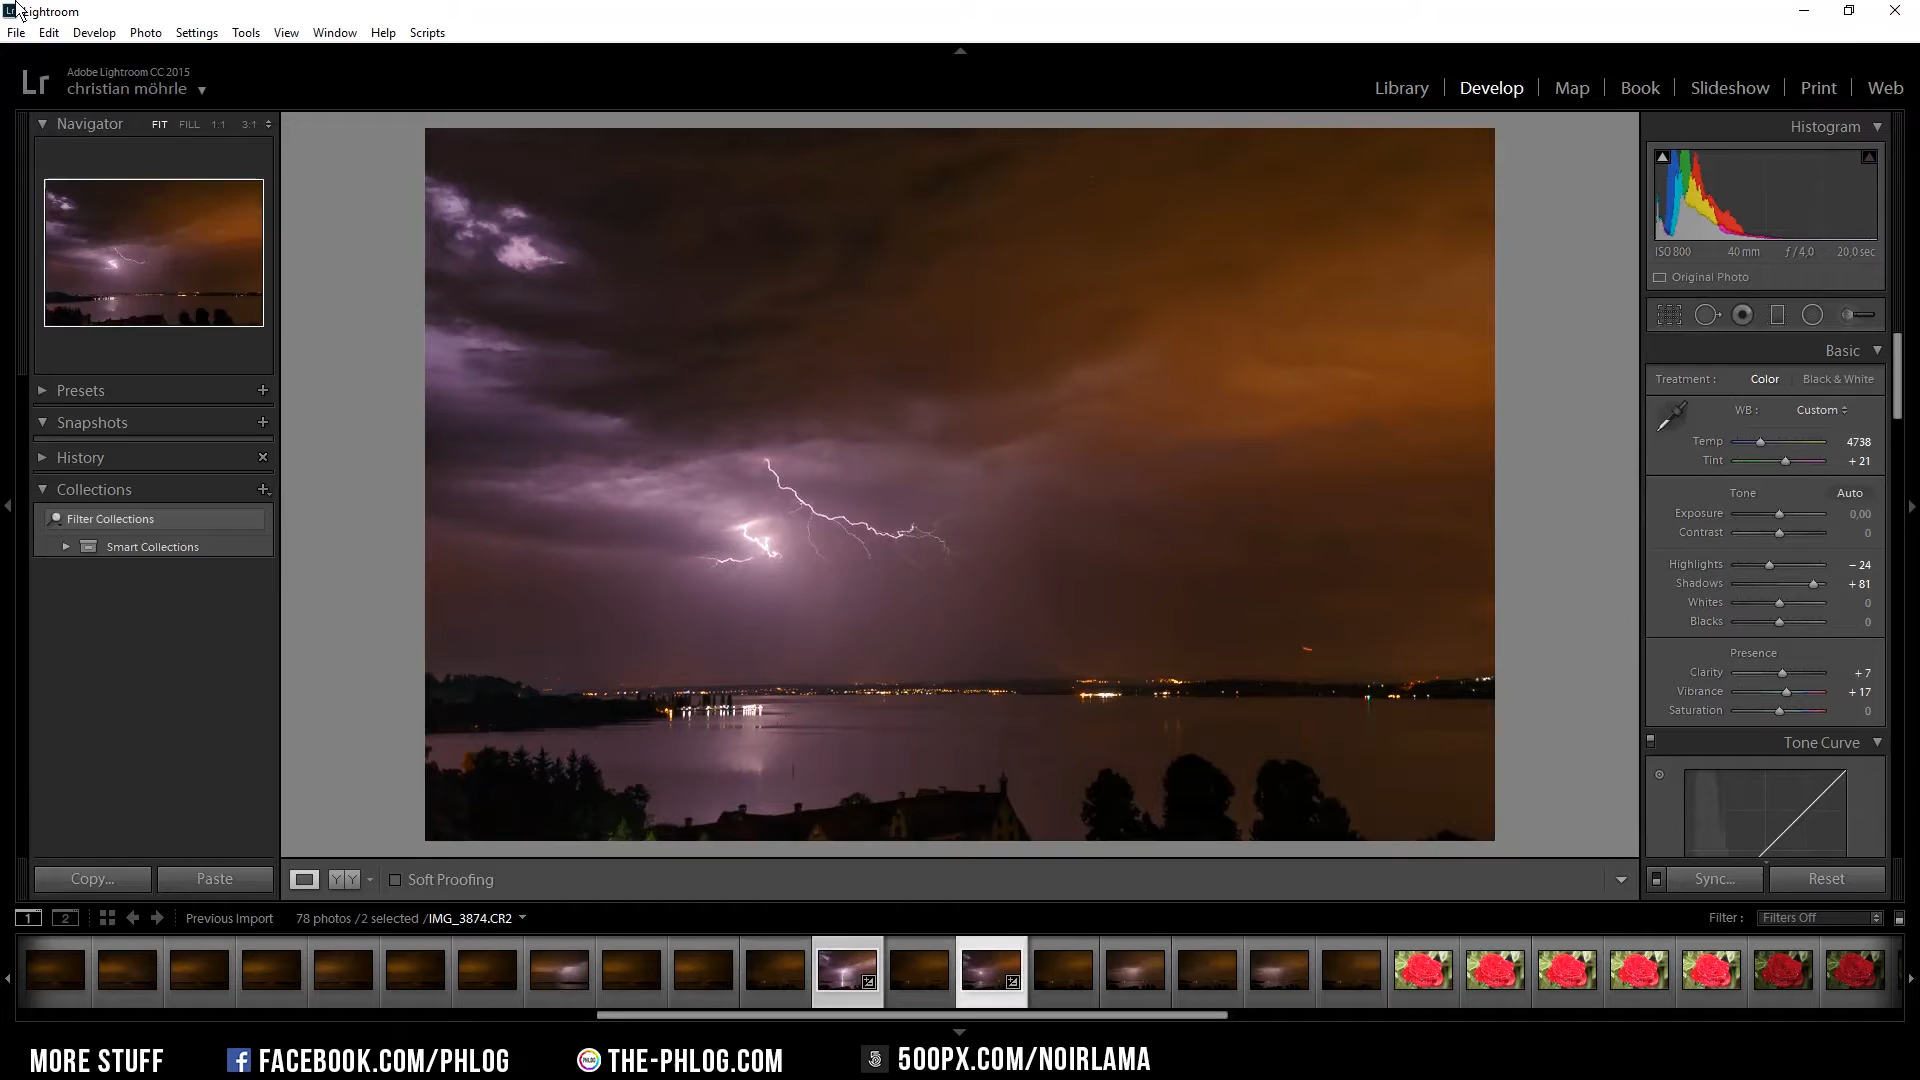 Lr Lightroom
File Edit Develop Photo Settings Tools View Window Help Scripts
Lr Adobe Lightroom CC 2015
christian möhrle
Library Develop Map Book Slideshow Print Web
Navigator FIT FILL 1:1 3:1
Presets
Snapshots
History
Collections
Filter Collections
Smart Collections
Copy... Paste
Histogram
ISO 800 40 mm ƒ / 4,0 20,0 sec
Original Photo
Basic
Treatment : Color Black & White
WB : Custom
Temp 4738
Tint + 21
Tone Auto
Exposure 0,00
Contrast 0
Highlights − 24
Shadows + 81
Whites 0
Blacks 0
Presence
Clarity + 7
Vibrance + 17
Saturation 0
Tone Curve
Sync... Reset
YY Soft Proofing
1 2 Previous Import 78 photos /2 selected /IMG_3874.CR2 Filter : Filters Off
MORE STUFF f FACEBOOK.COM/PHLOG PHLOG THE-PHLOG.COM 5 500PX.COM/NOIRLAMA